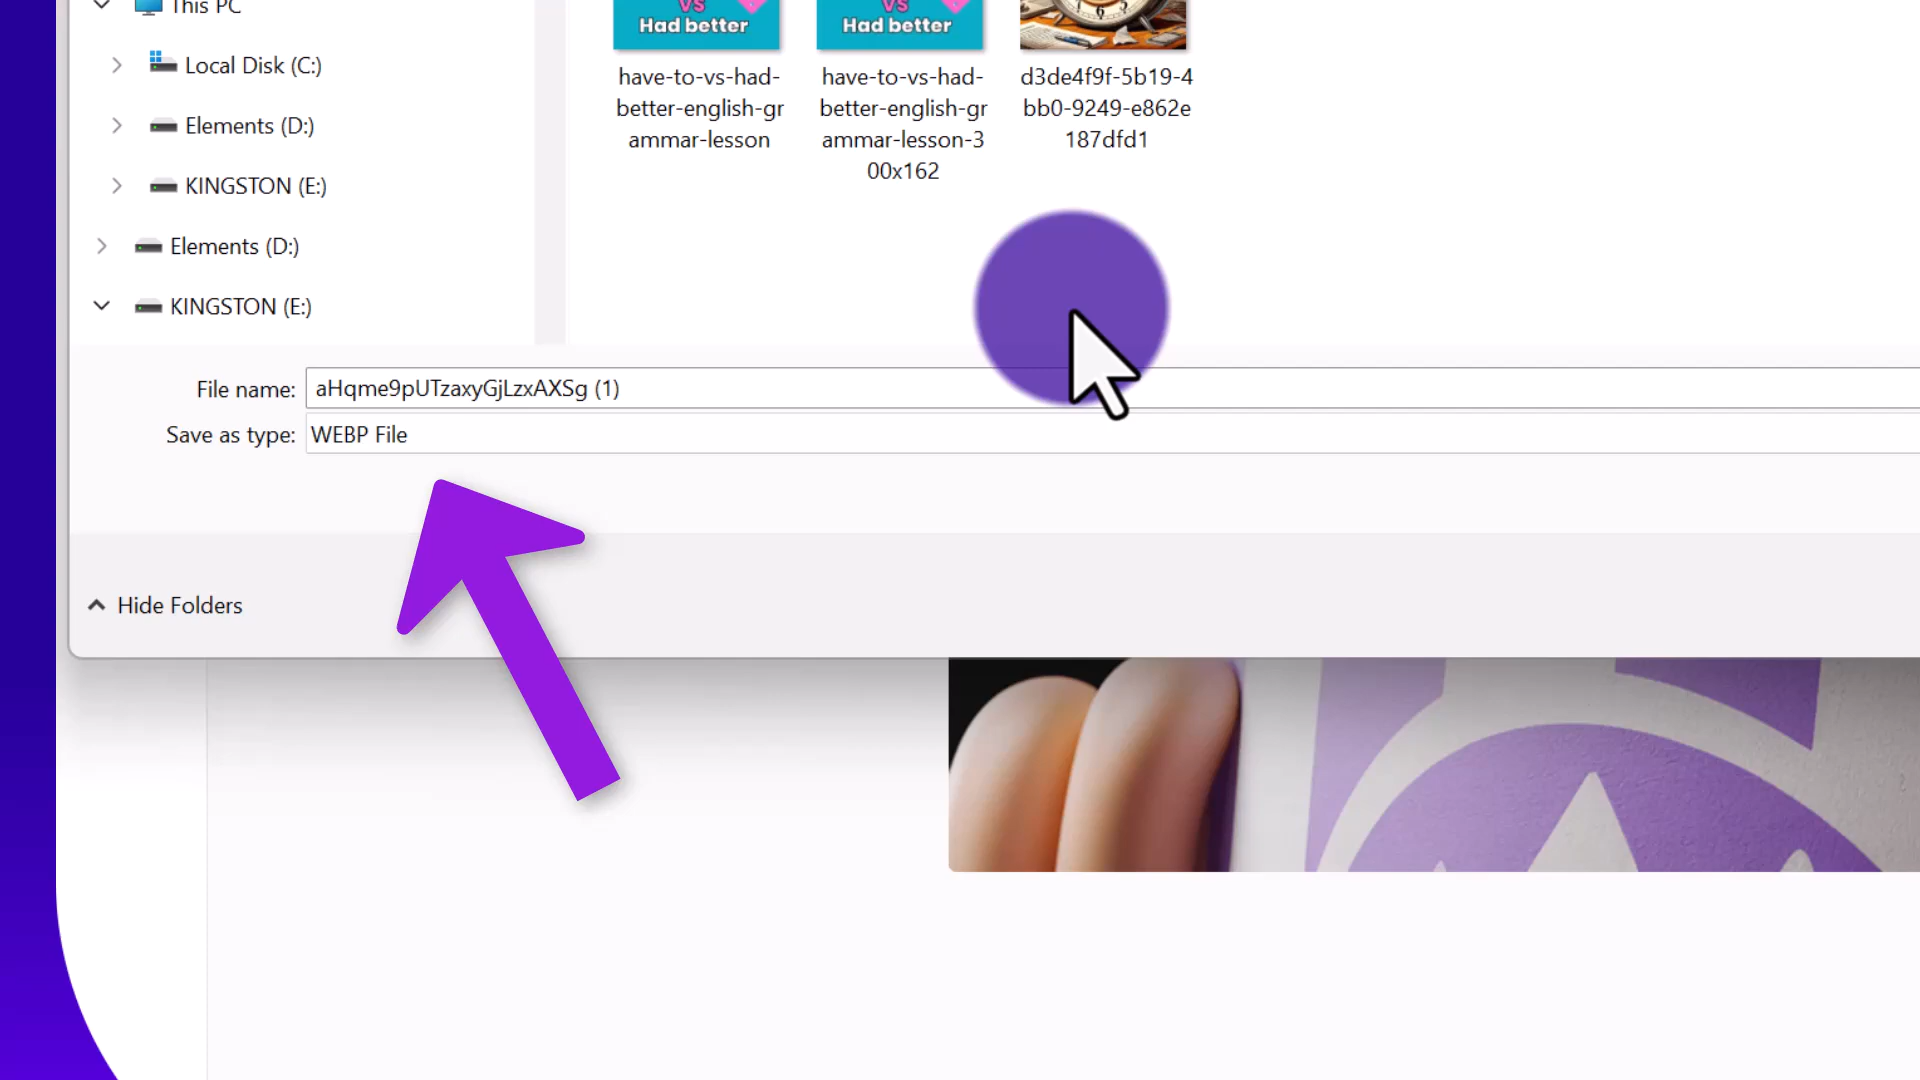 This PC
Local Disk (C:)
Elements (D:)
KINGSTON (E:)
Elements (D:)
KINGSTON (E:)
VS
Had better
VS
Had better
have-to-vs-had-
better-english-gr
ammar-lesson
have-to-vs-had-
better-english-gr
ammar-lesson-3
00x162
d3de4f9f-5b19-4
bb0-9249-e862e
187dfd1
File name: aHqme9pUTzaxyGjLzxAXSg (1)
Save as type: WEBP File
Hide Folders